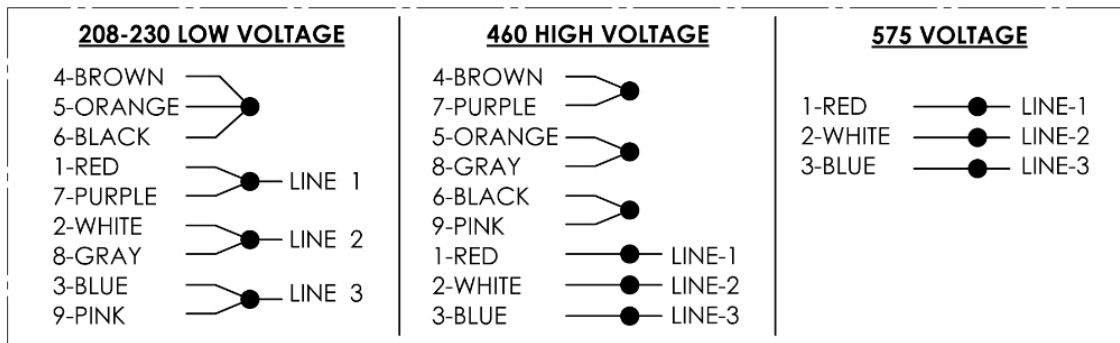 208-230 LOW VOLTAGE
4-BROWN
5-ORANGE
6-BLACK
1-RED
7-PURPLE
LINE 1
2-WHITE
8-GRAY
LINE 2
3-BLUE
9-PINK
LINE 3
460 HIGH VOLTAGE
4-BROWN
7-PURPLE
5-ORANGE
8-GRAY
6-BLACK
9-PINK
1-RED LINE-1
2-WHITE LINE-2
3-BLUE LINE-3
575 VOLTAGE
1-RED LINE-1
2-WHITE LINE-2
3-BLUE LINE-3